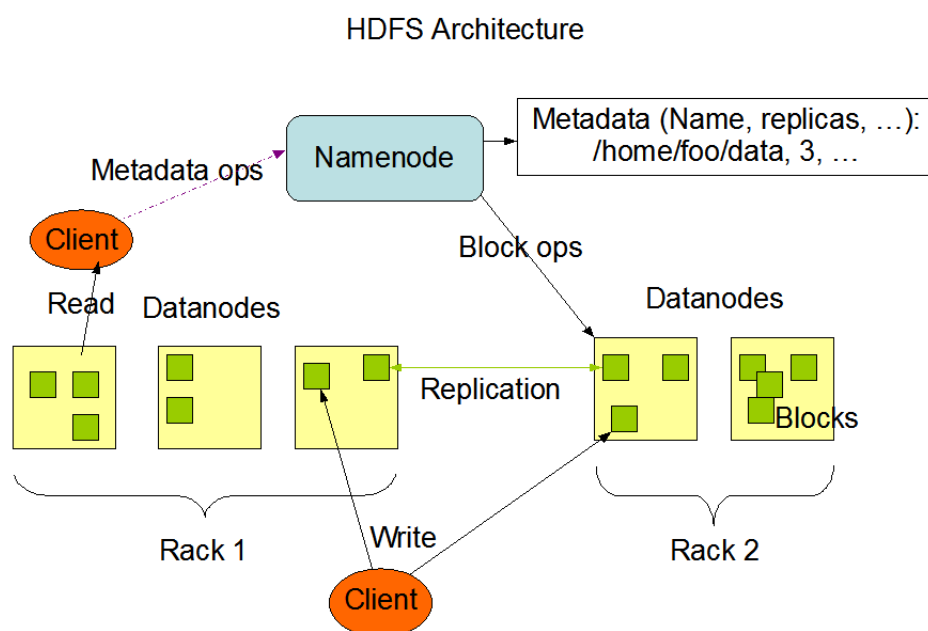 HDFS Architecture
Metadata (Name, replicas, …):
/home/foo/data, 3, …
Namenode
Metadata ops
Client
Block ops
Read
Datanodes
Datanodes
Replication
Blocks
Rack 1
Write
Rack 2
Client